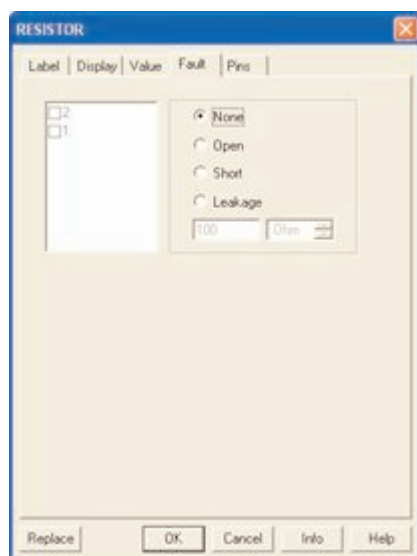 RESISTOR
Label Display Value Fault Pins
2
1
None
Open
Short
Leakage
100 Ohm
Replace OK Cancel Info Help